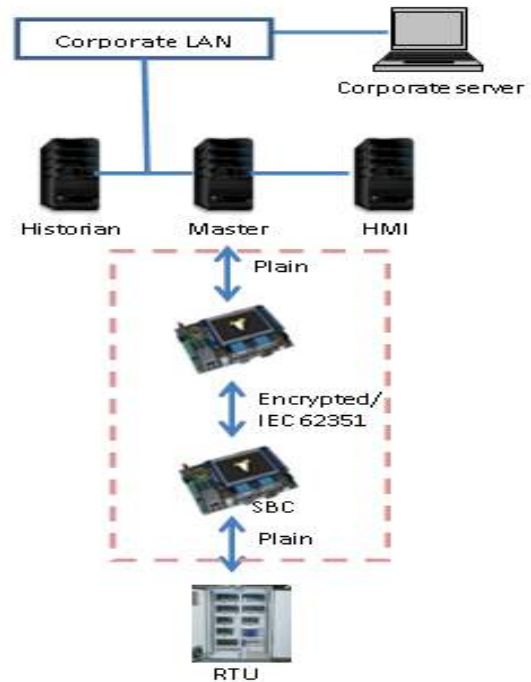 Corporate LAN
Corporate server
Historian
Master
HMI
Plain
Encrypted/
IEC 62351
SBC
Plain
RTU